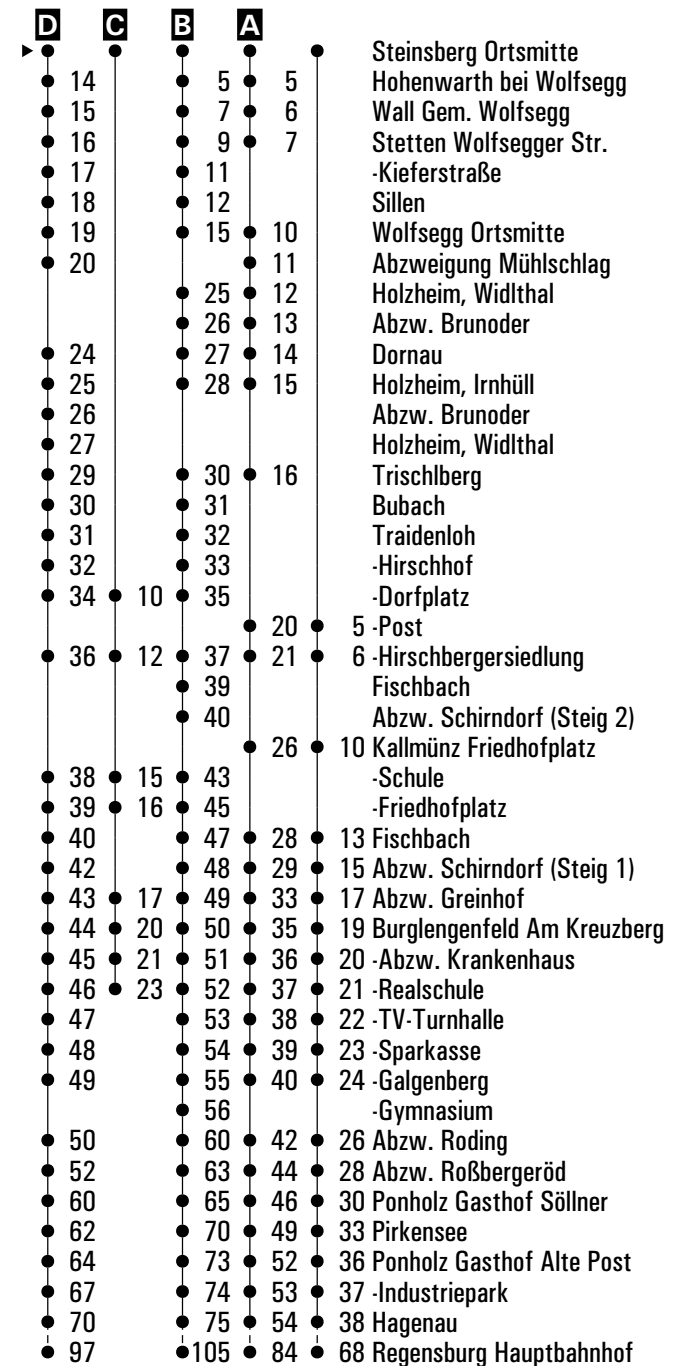 D C B A
Steinsberg Ortsmitte
14 5 5 Hohenwarth bei Wolfsegg
15 7 6 Wall Gem. Wolfsegg
16 9 7 Stetten Wolfsegger Str.
17 11 -Kieferstraße
18 12 Sillen
19 15 10 Wolfsegg Ortsmitte
20 11 Abzweigung Mühlschlag
25 12 Holzheim, Widlthal
26 13 Abzw. Brunoder
24 27 14 Dornau
25 28 15 Holzheim, Irnhüll
26 Abzw. Brunoder
27 Holzheim, Widlthal
29 30 16 Trischlberg
30 31 Bubach
31 32 Traidenloh
32 33 -Hirschhof
34 10 35 -Dorfplatz
20 5 -Post
36 12 37 21 6 -Hirschbergersiedlung
39 Fischbach
40 Abzw. Schirndorf (Steig 2)
26 10 Kallmünz Friedhofplatz
38 15 43 -Schule
39 16 45 -Friedhofplatz
40 47 28 13 Fischbach
42 48 29 15 Abzw. Schirndorf (Steig 1)
43 17 49 33 17 Abzw. Greinhof
44 20 50 35 19 Burglengenfeld Am Kreuzberg
45 21 51 36 20 -Abzw. Krankenhaus
46 23 52 37 21 -Realschule
47 53 38 22 -TV-Turnhalle
48 54 39 23 -Sparkasse
49 55 40 24 -Galgenberg
56 -Gymnasium
50 60 42 26 Abzw. Roding
52 63 44 28 Abzw. Roßbergeröd
60 65 46 30 Ponholz Gasthof Söllner
62 70 49 33 Pirkensee
64 73 52 36 Ponholz Gasthof Alte Post
67 74 53 37 -Industriepark
70 75 54 38 Hagenau
97 105 84 68 Regensburg Hauptbahnhof